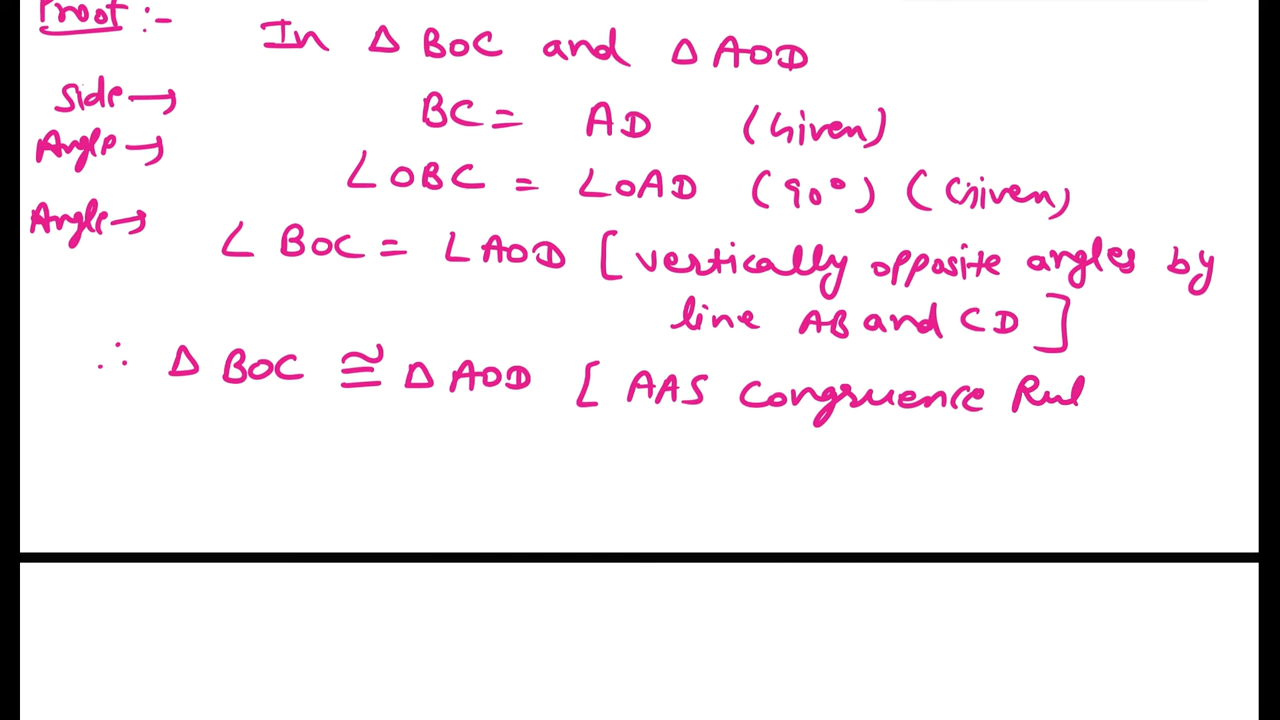 Proof :-
In Δ BOC and Δ AOD
Side → BC = AD (Given)
Angle → ∠OBC = ∠OAD (90°) (Given)
Angle → ∠ BOC = ∠AOD [vertically opposite angles by
line AB and CD]
∴ Δ BOC ≅ Δ AOD [AAS Congruence Rul